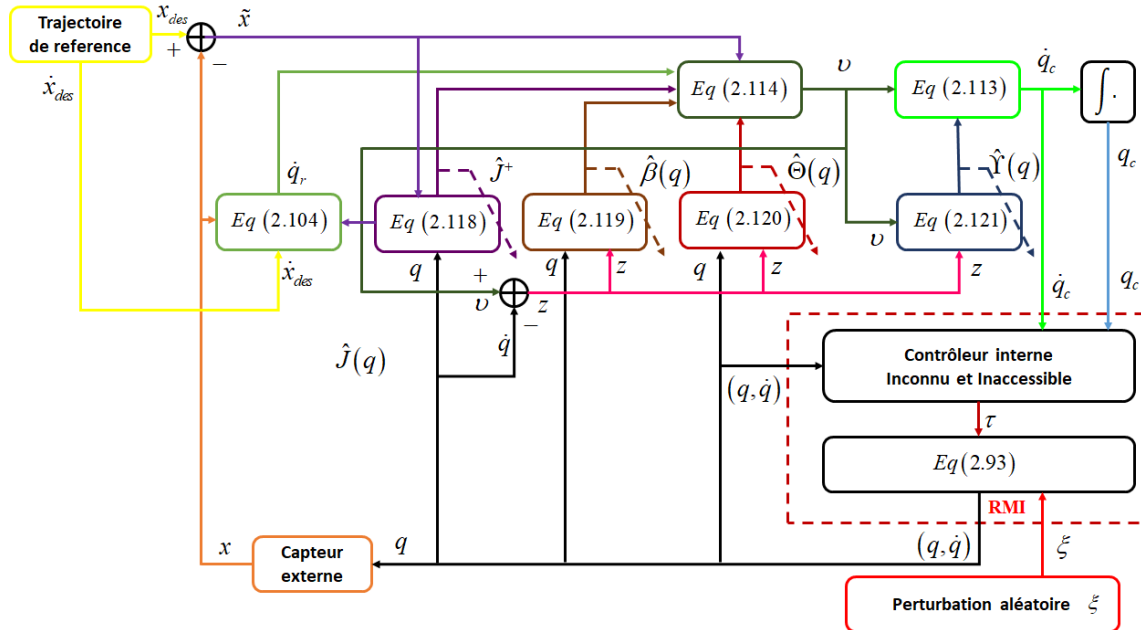 Trajectoire
de reference
x_des
+
−
x̃
ẋ_des
Eq (2.114)
υ
Eq (2.113)
q̇_c
∫ .
q_c
q̇_r
Ĵ⁺
β̂(q)
Θ̂(q)
Υ̂(q)
Eq (2.104)
Eq (2.118)
Eq (2.119)
Eq (2.120)
Eq (2.121)
υ
ẋ_des
q
q
z
q
z
z
+
υ
z
−
q̇
q̇_c
q_c
Ĵ(q)
(q, q̇)
Contrôleur interne
Inconnu et Inaccessible
τ
Eq(2.93)
RMI
x
Capteur
externe
q
(q, q̇)
ξ
Perturbation aléatoire ξ